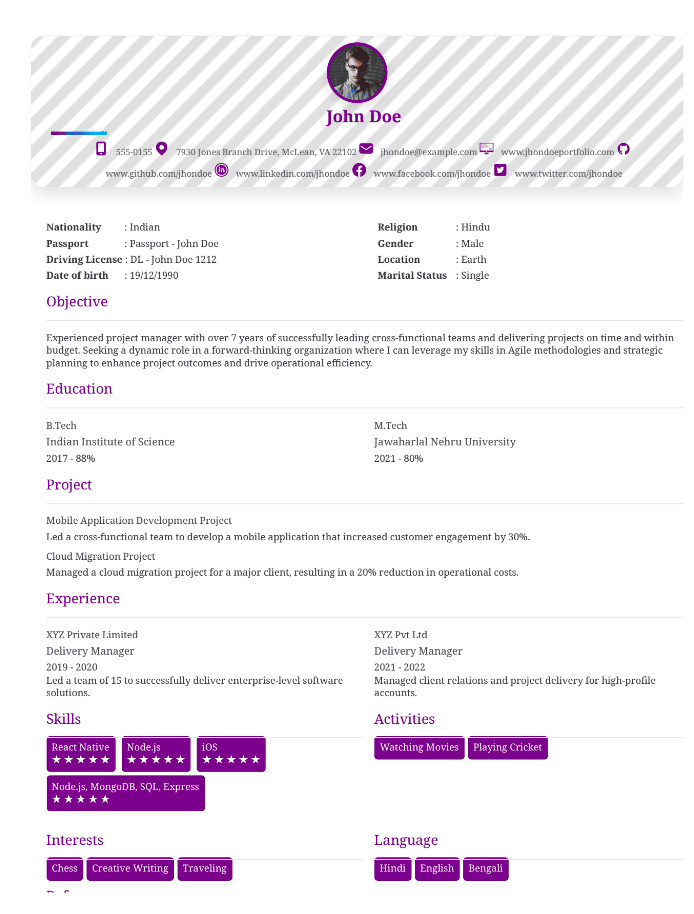 John Doe
555-0155 7930 Jones Branch Drive, McLean, VA 22102 jhondoe@example.com www.jhondoeportfolio.com
www.github.com/jhondoe www.linkedin.com/jhondoe www.facebook.com/jhondoe www.twitter.com/jhondoe
Nationality : Indian
Passport : Passport - John Doe
Driving License : DL - John Doe 1212
Date of birth : 19/12/1990
Religion : Hindu
Gender : Male
Location : Earth
Marital Status : Single
Objective
Experienced project manager with over 7 years of successfully leading cross-functional teams and delivering projects on time and within
budget. Seeking a dynamic role in a forward-thinking organization where I can leverage my skills in Agile methodologies and strategic
planning to enhance project outcomes and drive operational efficiency.
Education
B.Tech
Indian Institute of Science
2017 - 88%
M.Tech
Jawaharlal Nehru University
2021 - 80%
Project
Mobile Application Development Project
Led a cross-functional team to develop a mobile application that increased customer engagement by 30%.
Cloud Migration Project
Managed a cloud migration project for a major client, resulting in a 20% reduction in operational costs.
Experience
XYZ Private Limited
Delivery Manager
2019 - 2020
Led a team of 15 to successfully deliver enterprise-level software
solutions.
XYZ Pvt Ltd
Delivery Manager
2021 - 2022
Managed client relations and project delivery for high-profile
accounts.
Skills
React Native Node.js iOS
★★★★★ ★★★★★ ★★★★★
Node.js, MongoDB, SQL, Express
★★★★★
Activities
Watching Movies Playing Cricket
Interests
Chess Creative Writing Traveling
Language
Hindi English Bengali